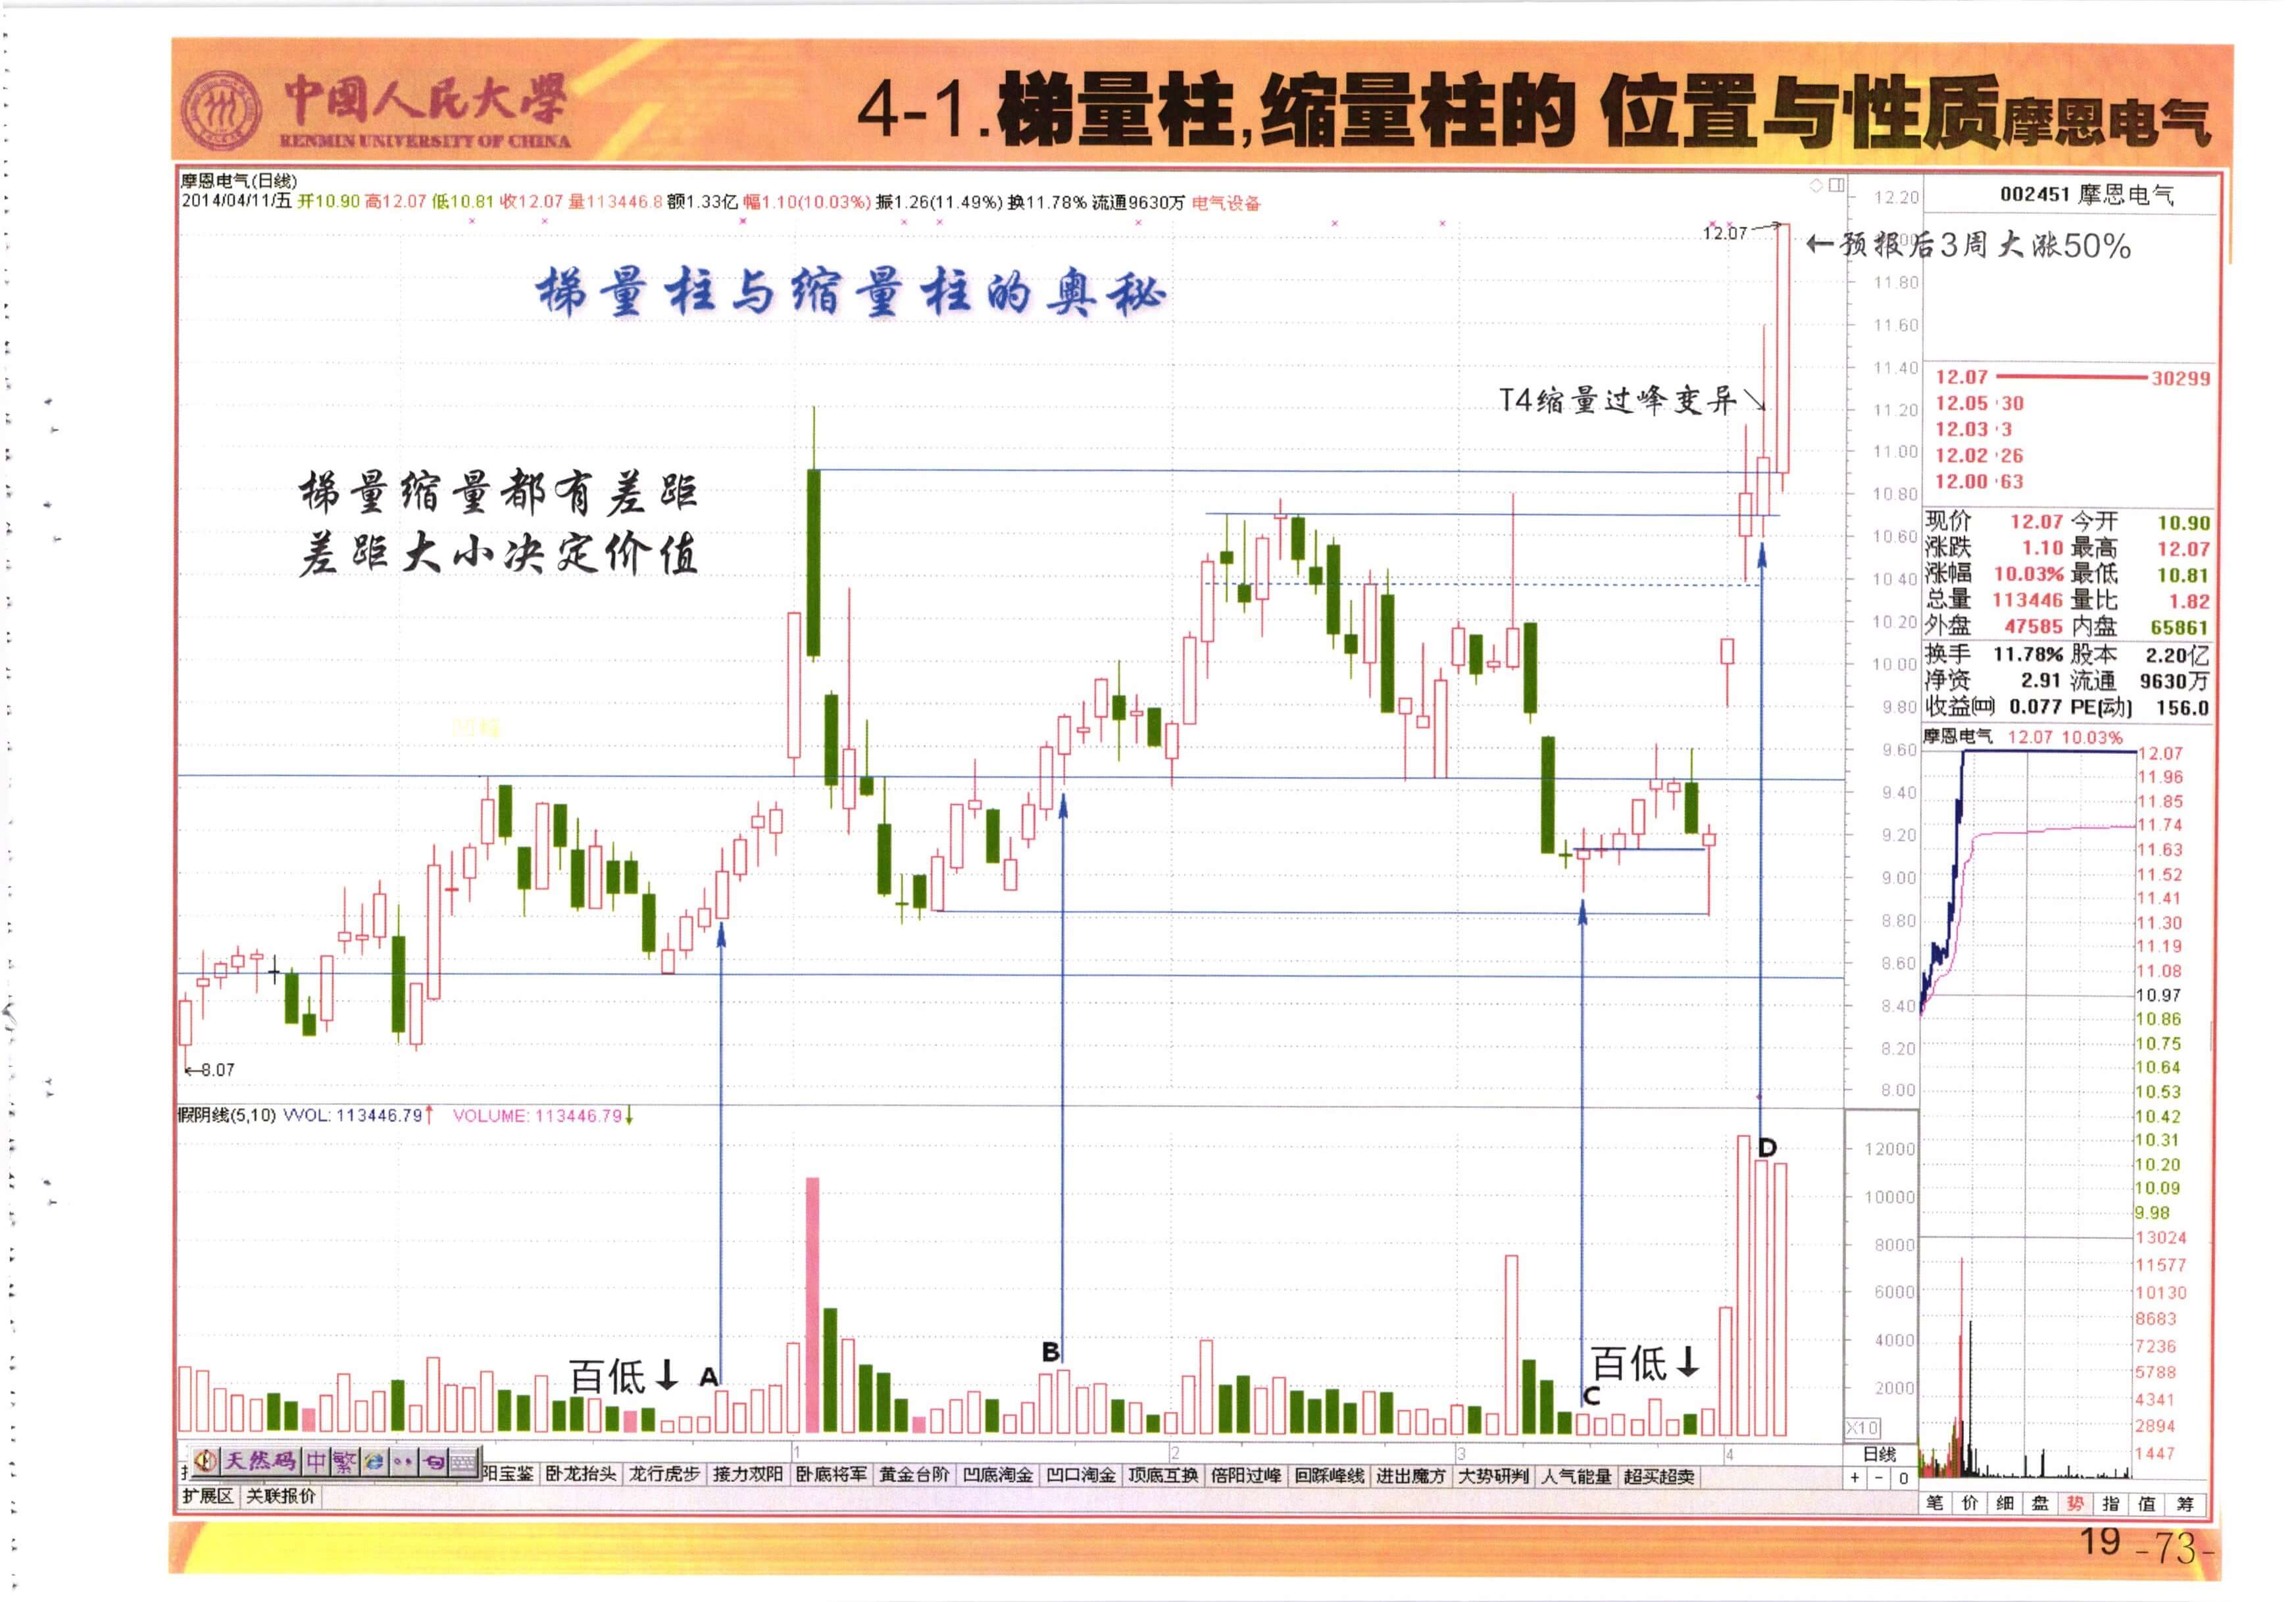 中国人民大學
RENMIN UNIVERSITY OF CHINA
4-1.梯量柱,缩量柱的 位置与性质摩恩电气
摩恩电气(日线)
2014/04/11/五 开10.90 高12.07 低10.81 收12.07 量113446.8 额1.33亿 幅1.10(10.03%) 振1.26(11.49%) 换11.78% 流通9630万 电气设备
梯量柱与缩量柱的奥秘
12.07
←预报后3周大涨50%
T4缩量过峰变异↘
梯量缩量都有差距
差距大小决定价值
←8.07
12.20
11.80
11.60
11.40
11.20
11.00
10.80
10.60
10.40
10.20
10.00
9.80
9.60
9.40
9.20
9.00
8.80
8.60
8.40
8.20
8.00
假阴线(5,10) VVOL: 113446.79↑ VOLUME: 113446.79↓
百低↓ A
B
C
百低↓
D
12000
10000
8000
6000
4000
2000
X10
1 2 3 4
日线
天然码 中 繁
阳宝鉴 卧龙抬头 龙行虎步 接力双阳 卧底将军 黄金台阶 凹底淘金 凹口淘金 顶底互换 倍阳过峰 回踩峰线 进出魔方 大势研判 人气能量 超买超卖
+ - 0
扩展区 关联报价
002451 摩恩电气
12.07 30299
12.05 30
12.03 3
12.02 26
12.00 63
现价 12.07 今开 10.90
涨跌 1.10 最高 12.07
涨幅 10.03% 最低 10.81
总量 113446 量比 1.82
外盘 47585 内盘 65861
换手 11.78% 股本 2.20亿
净资 2.91 流通 9630万
收益㈣ 0.077 PE(动) 156.0
摩恩电气 12.07 10.03%
12.07
11.96
11.85
11.74
11.63
11.52
11.41
11.30
11.19
11.08
10.97
10.86
10.75
10.64
10.53
10.42
10.31
10.20
10.09
9.98
13024
11577
10130
8683
7236
5788
4341
2894
1447
笔 价 细 盘 势 指 值 筹
19 -73-